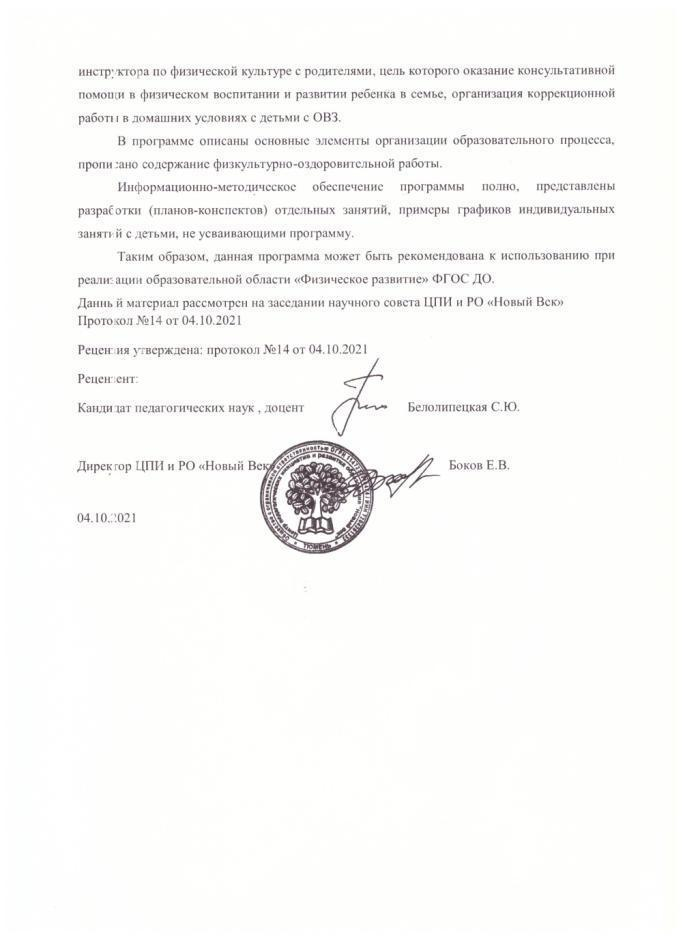 инструктора по физической культуре с родителями, цель которого оказание консультативной
помощи в физическом воспитании и развитии ребенка в семье, организация коррекционной
работы в домашних условиях с детьми с ОВЗ.
В программе описаны основные элементы организации образовательного процесса,
прописано содержание физкультурно-оздоровительной работы.
Информационно-методическое обеспечение программы полно, представлены
разработки (планов-конспектов) отдельных занятий, примеры графиков индивидуальных
занятий с детьми, не усваивающими программу.
Таким образом, данная программа может быть рекомендована к использованию при
реализации образовательной области «Физическое развитие» ФГОС ДО.
Данный материал рассмотрен на заседании научного совета ЦПИ и РО «Новый Век»
Протокол №14 от 04.10.2021
Рецензия утверждена: протокол №14 от 04.10.2021
Рецензент:
Кандидат педагогических наук , доцент Белолипецкая С.Ю.
Директор ЦПИ и РО «Новый Век» Боков Е.В.
ТЮМЕНЬ
04.10.2021